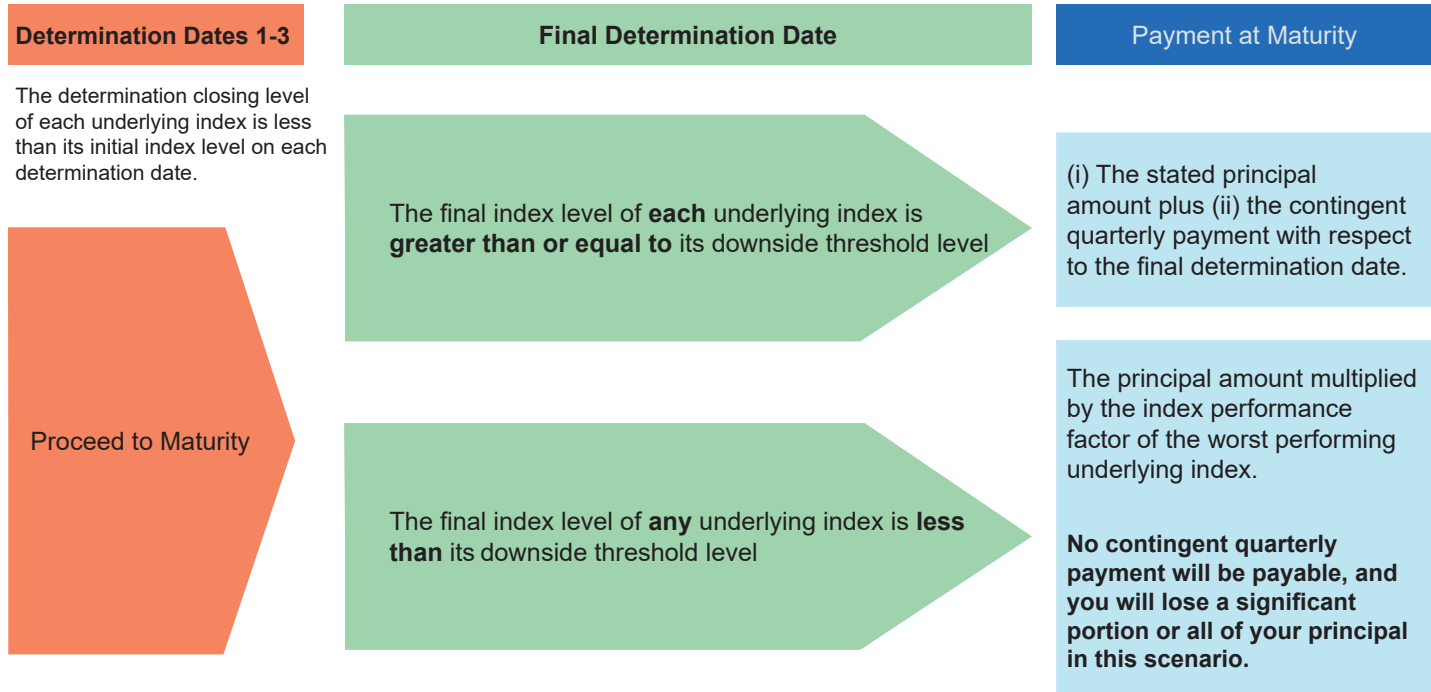 Determination Dates 1-3
The determination closing level
of each underlying index is less
than its initial index level on each
determination date.
Proceed to Maturity
Final Determination Date
The final index level of each underlying index is
greater than or equal to its downside threshold level
The final index level of any underlying index is less
than its downside threshold level
Payment at Maturity
(i) The stated principal
amount plus (ii) the contingent
quarterly payment with respect
to the final determination date.
The principal amount multiplied
by the index performance
factor of the worst performing
underlying index.
No contingent quarterly
payment will be payable, and
you will lose a significant
portion or all of your principal
in this scenario.